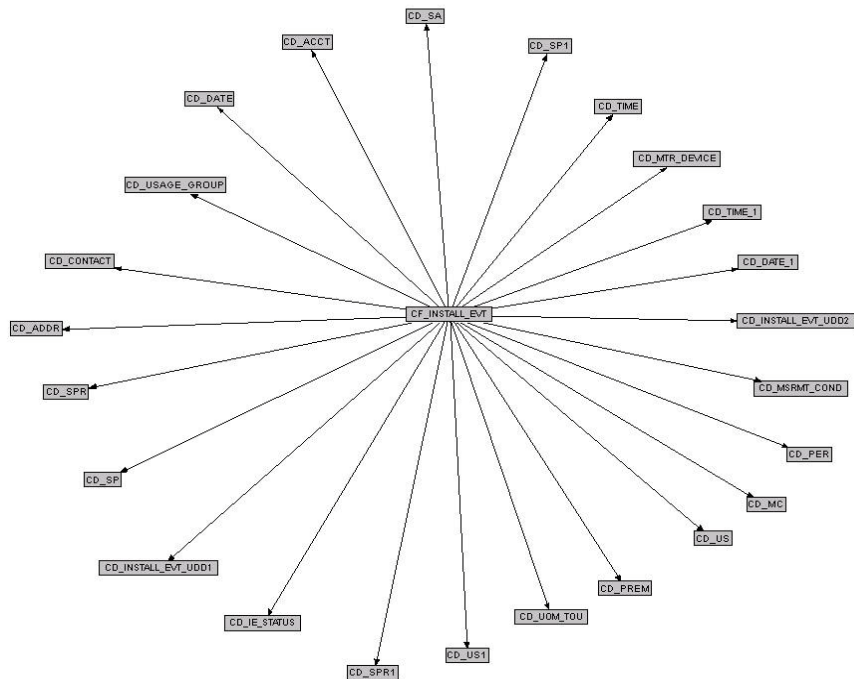 CD_SA
CD_ACCT
CD_SP1
CD_DATE
CD_TIME
CD_MTR_DEVICE
CD_USAGE_GROUP
CD_TIME_1
CD_CONTACT
CD_DATE_1
CF_INSTALL_EVT
CD_INSTALL_EVT_UDD2
CD_ADDR
CD_MSRMT_COND
CD_SPR
CD_PER
CD_SP
CD_MC
CD_US
CD_INSTALL_EVT_UDD1
CD_PREM
CD_UOM_TOU
CD_IE_STATUS
CD_US1
CD_SPR1